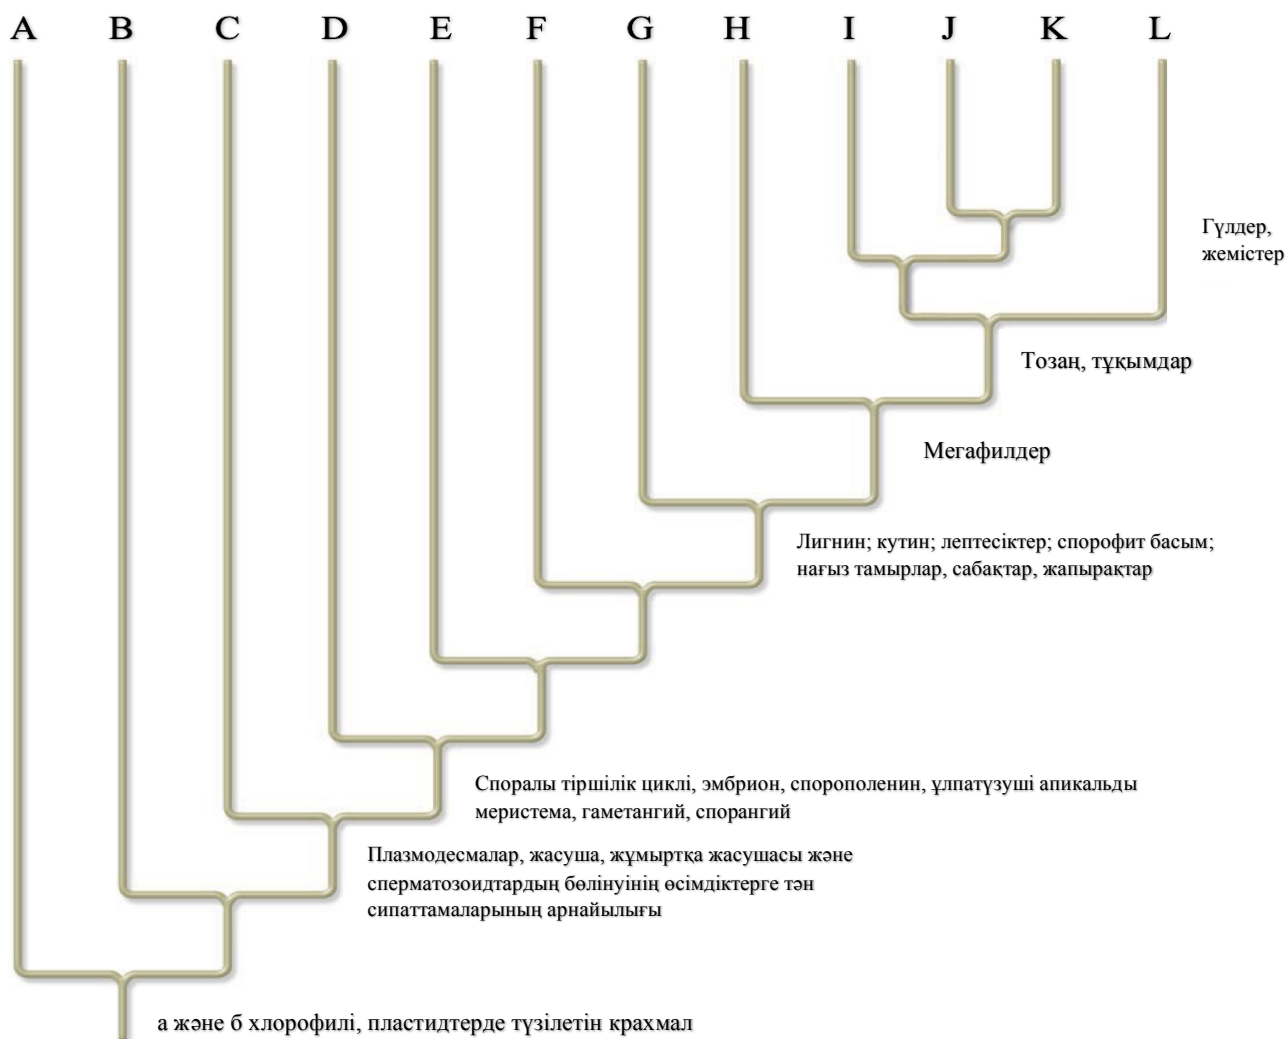 A B C D E F G H I J K L
Гүлдер,
жемістер
Тозаң, тұқымдар
Мегафилдер
Лигнин; кутин; лептесіктер; спорофит басым;
нағыз тамырлар, сабақтар, жапырақтар
Споралы тіршілік циклі, эмбрион, спорополенин, ұлпатүзуші апикальды
меристема, гаметангий, спорангий
Плазмодесмалар, жасуша, жұмыртқа жасушасы және
сперматозоидтардың бөлінуінің өсімдіктерге тән
сипаттамаларының арнайылығы
а және б хлорофилі, пластидтерде түзілетін крахмал